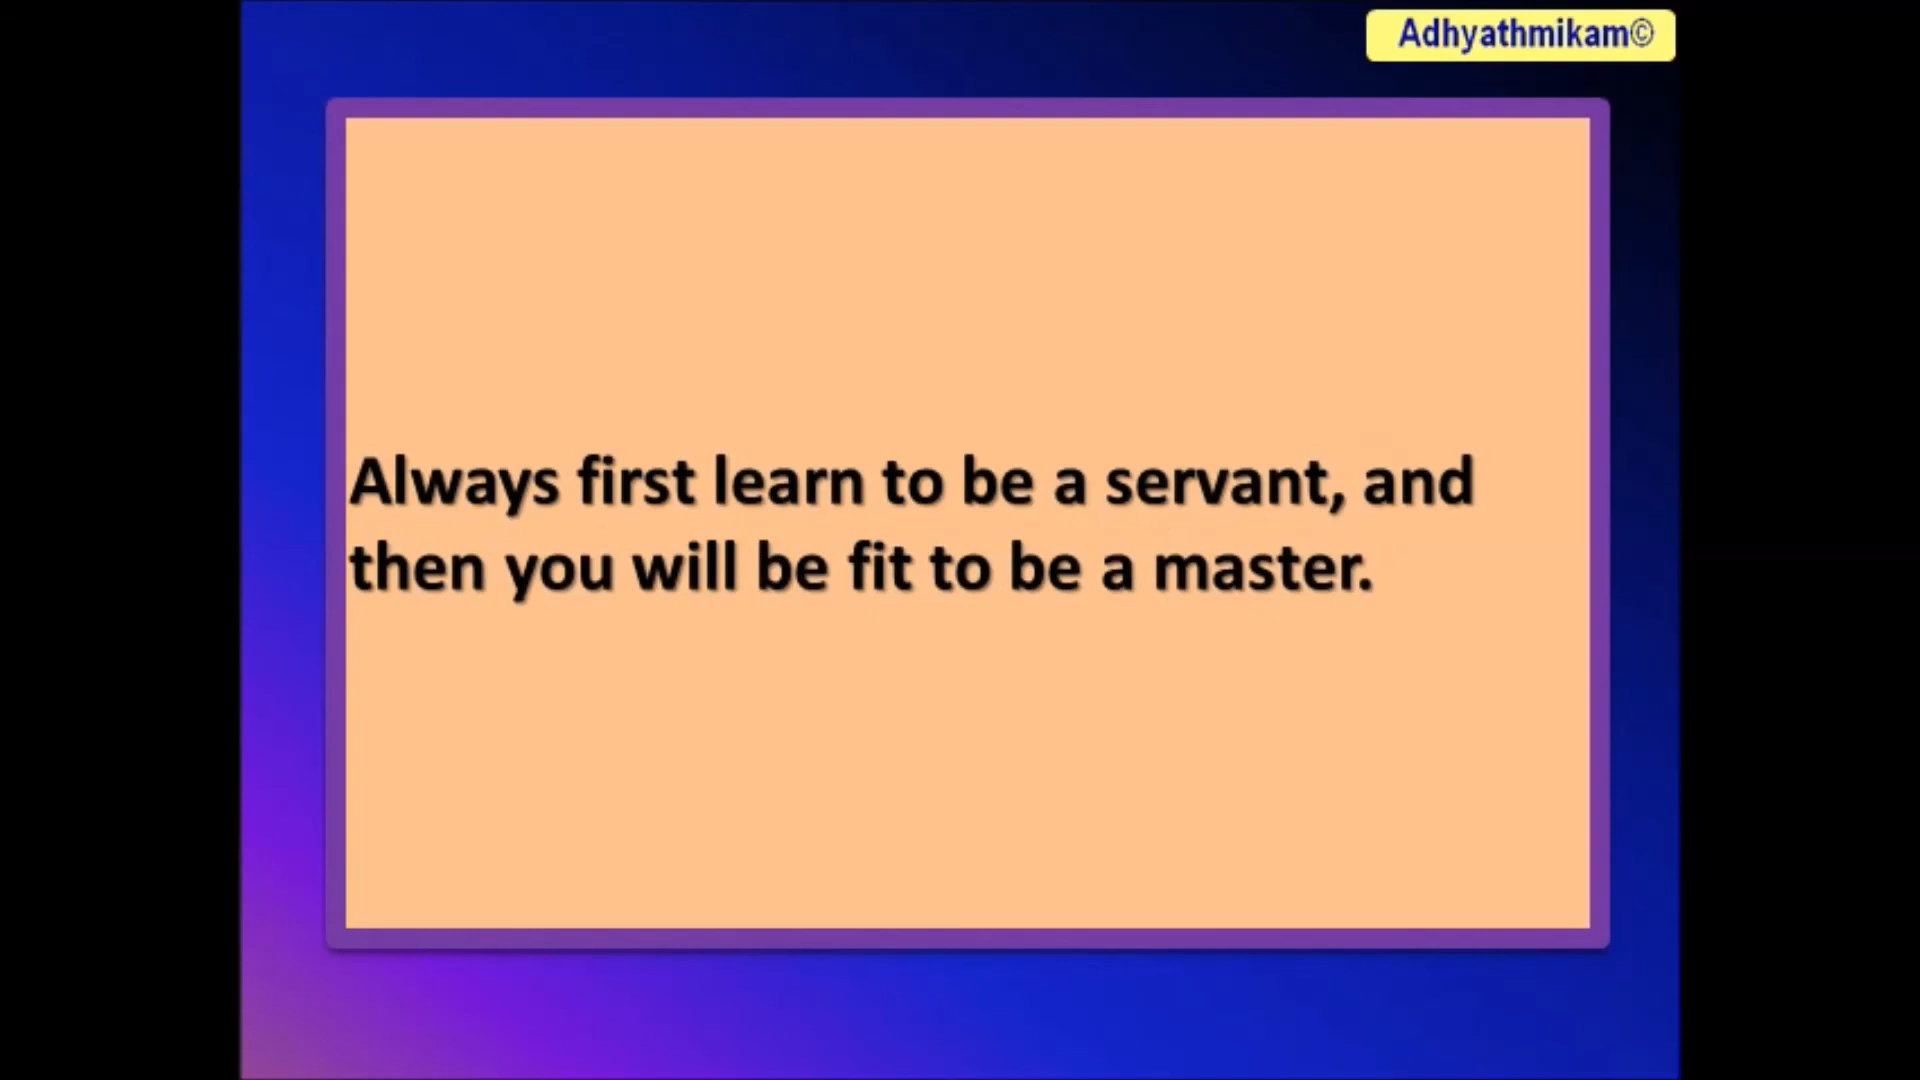 Adhyathmikam©
Always first learn to be a servant, and
then you will be fit to be a master.